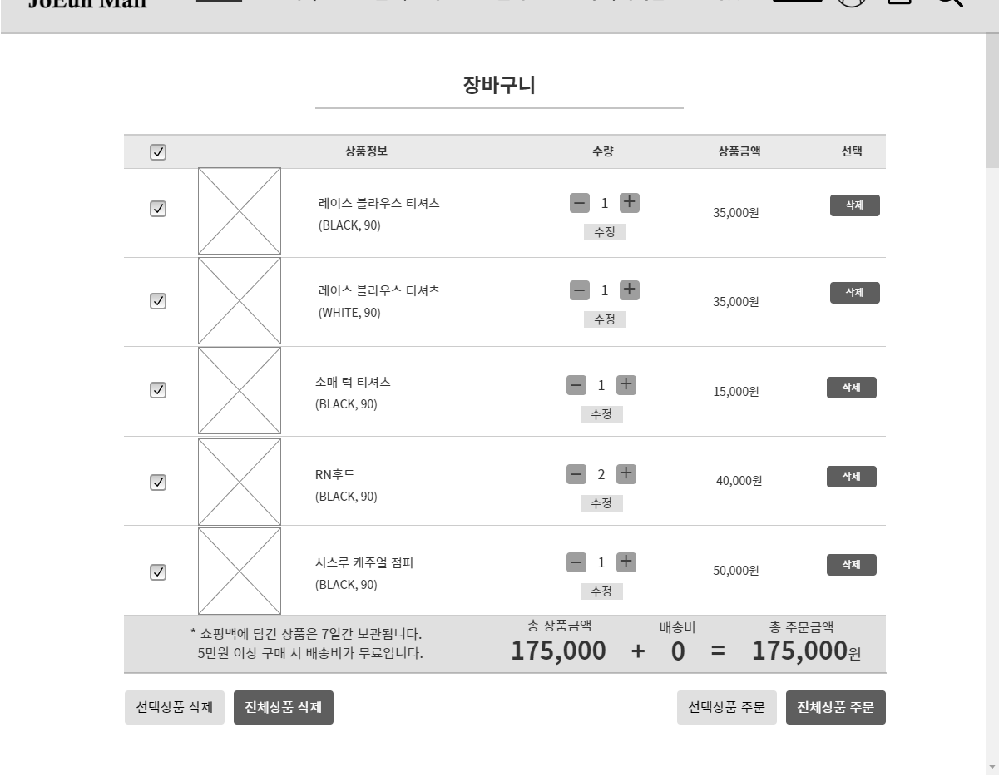 JoEun Mall
장바구니
상품정보 수량 상품금액 선택
레이스 블라우스 티셔츠
(BLACK, 90)
1
수정
35,000원
삭제
레이스 블라우스 티셔츠
(WHITE, 90)
1
수정
35,000원
삭제
소매 턱 티셔츠
(BLACK, 90)
1
수정
15,000원
삭제
RN후드
(BLACK, 90)
2
수정
40,000원
삭제
시스루 캐주얼 점퍼
(BLACK, 90)
1
수정
50,000원
삭제
* 쇼핑백에 담긴 상품은 7일간 보관됩니다.
5만원 이상 구매 시 배송비가 무료입니다.
총 상품금액 배송비 총 주문금액
175,000 + 0 = 175,000원
선택상품 삭제 전체상품 삭제 선택상품 주문 전체상품 주문